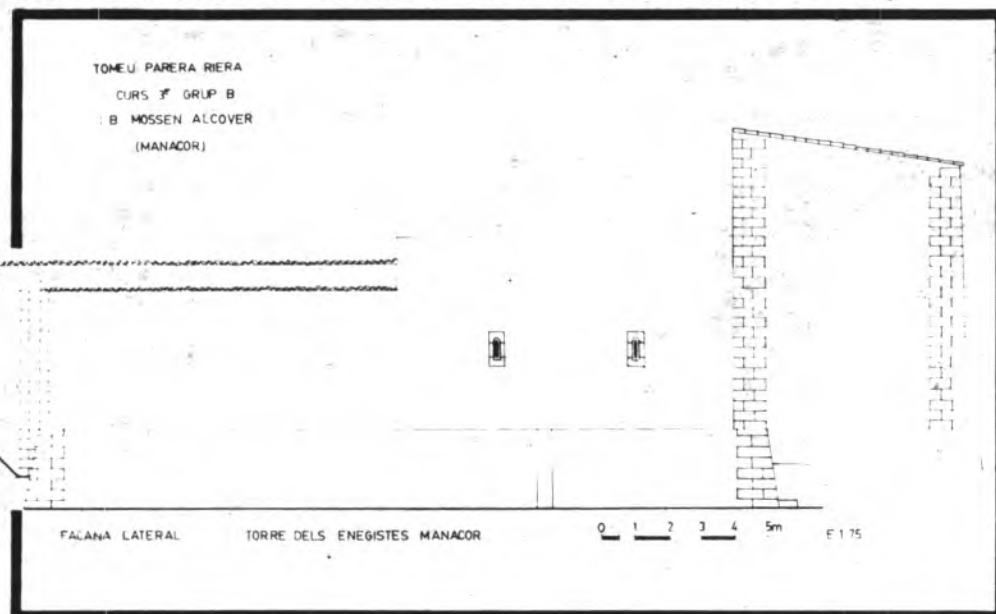 TOMEU PARERA RIERA
CURS 3er GRUP B
B MOSSEN ALCOVER
(MANACOR)
FAÇANA LATERAL TORRE DELS ENEGISTES MANACOR 0 1 2 3 4 5m E 1 75